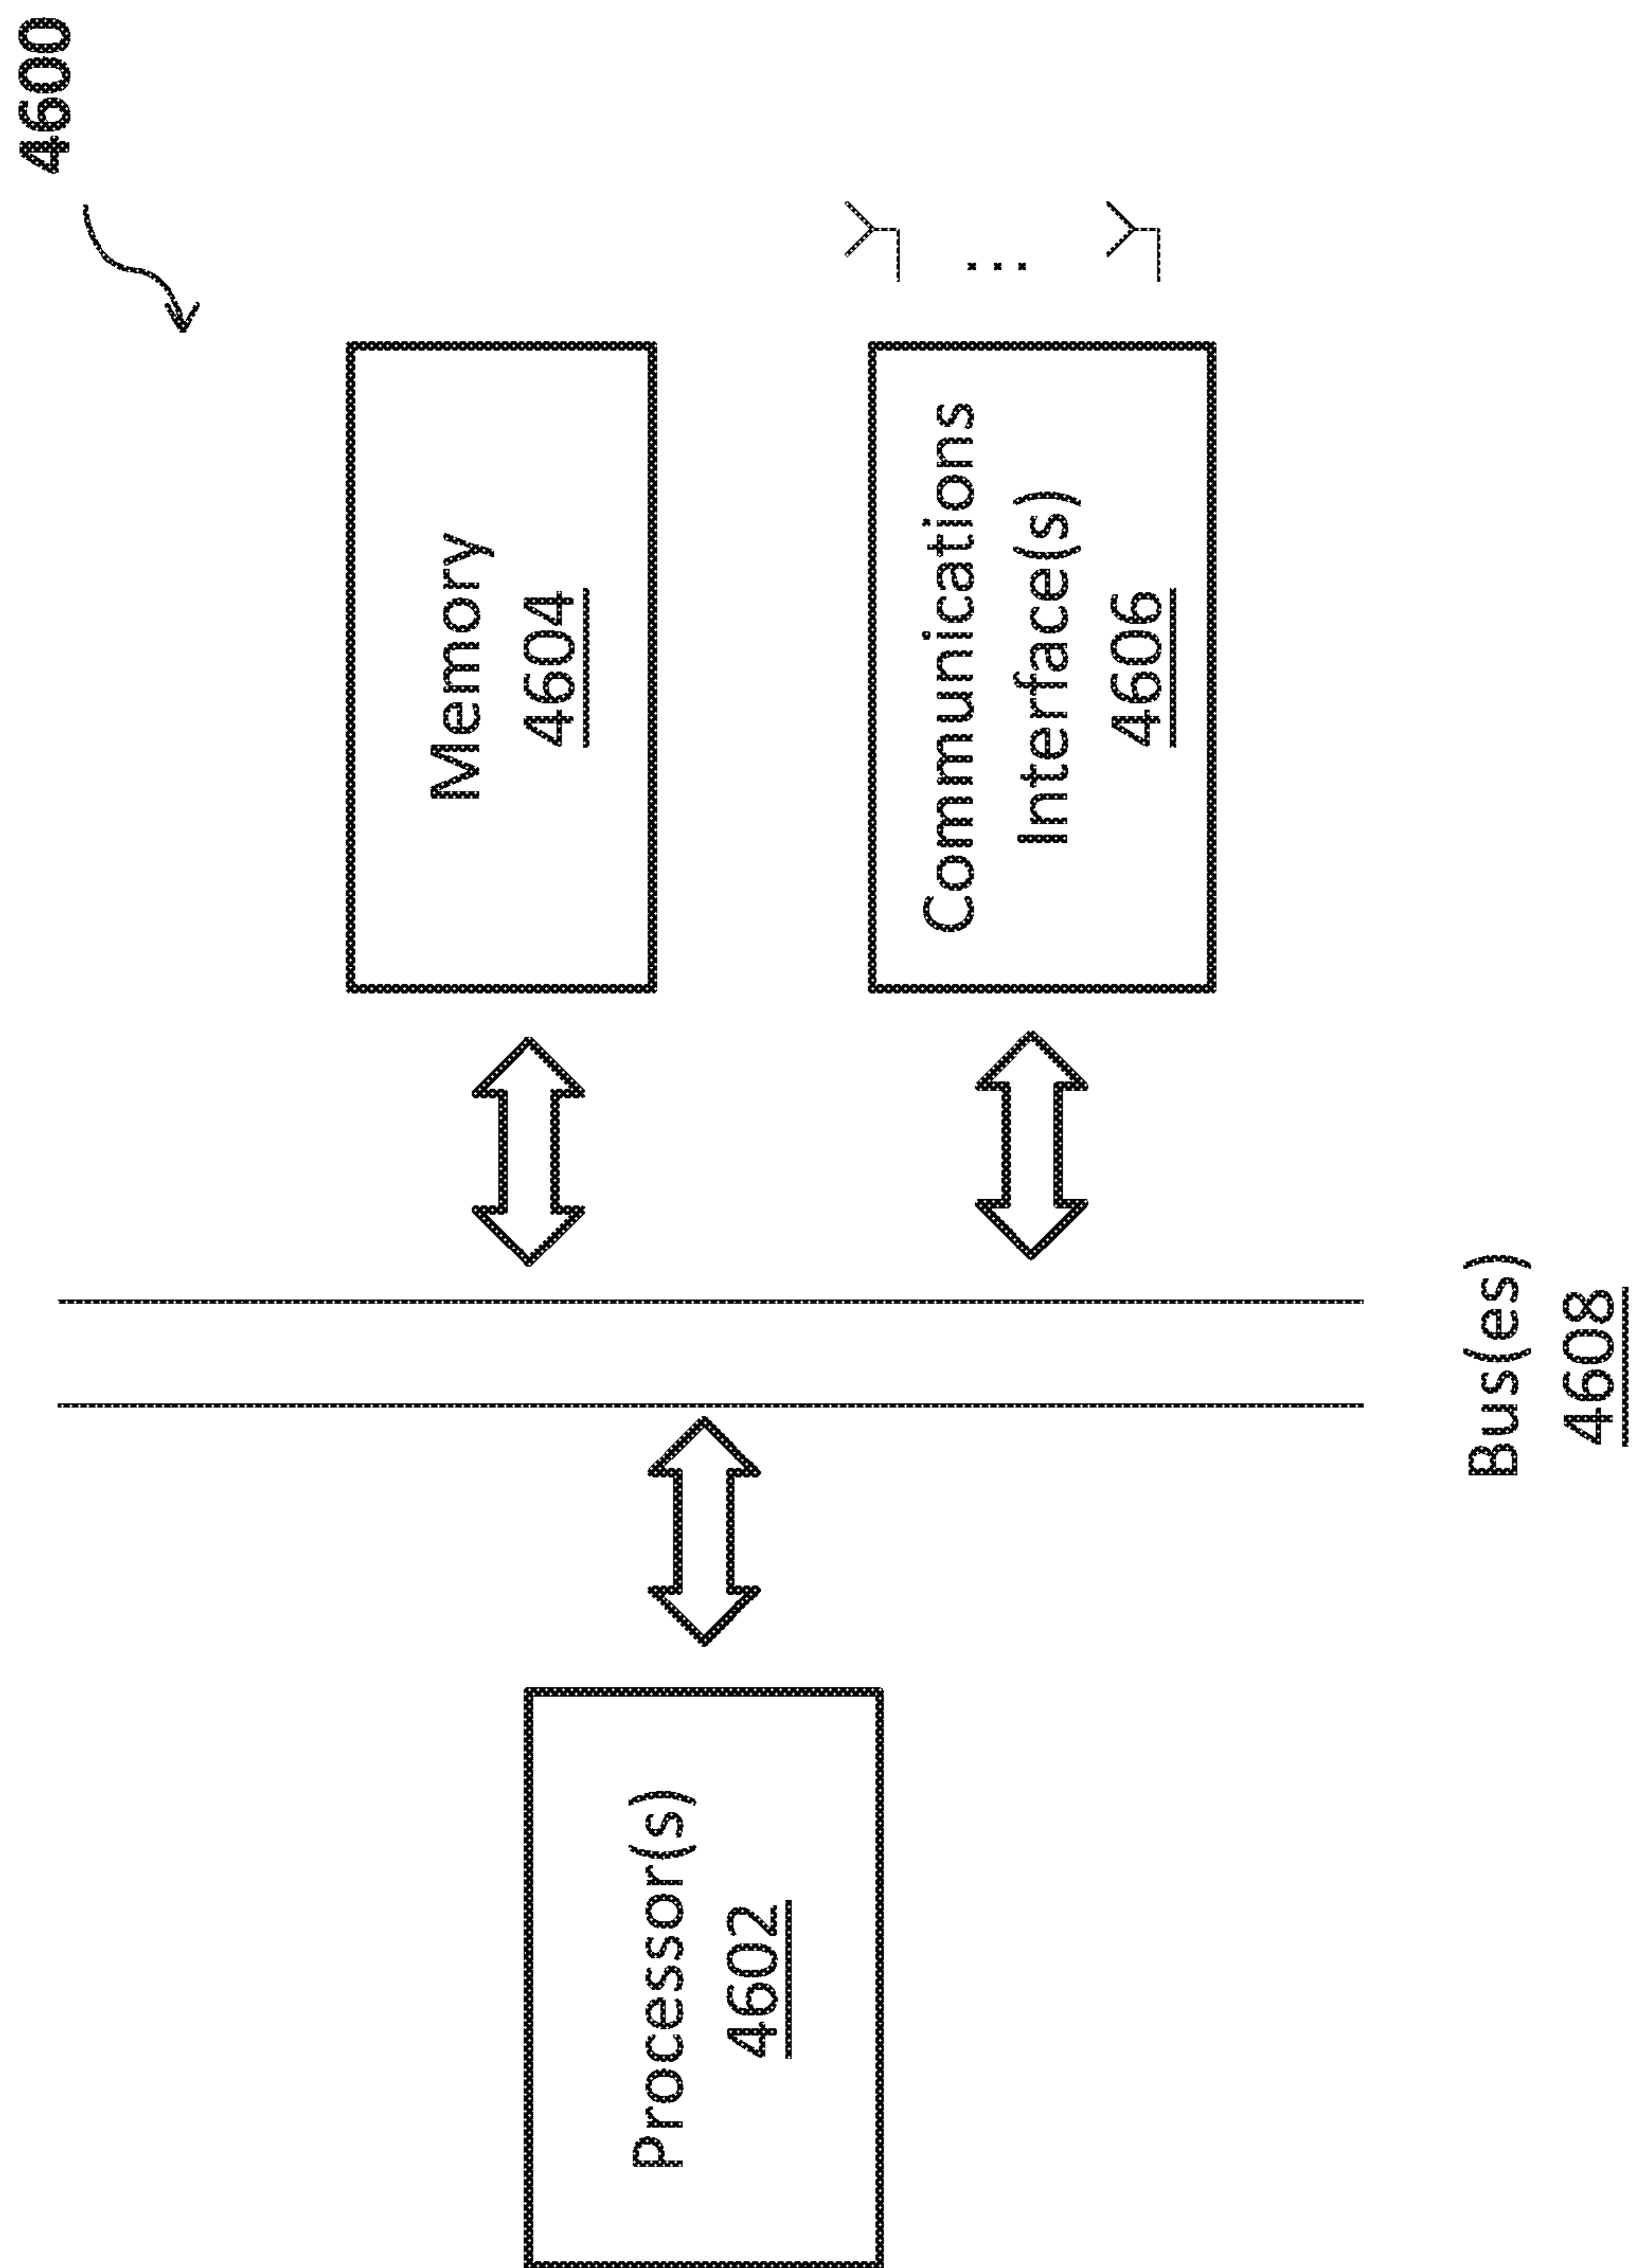 4600
Memory
4604
Processor(s)
4602
Communications
Interface(s)
4606
Bus(es)
4608